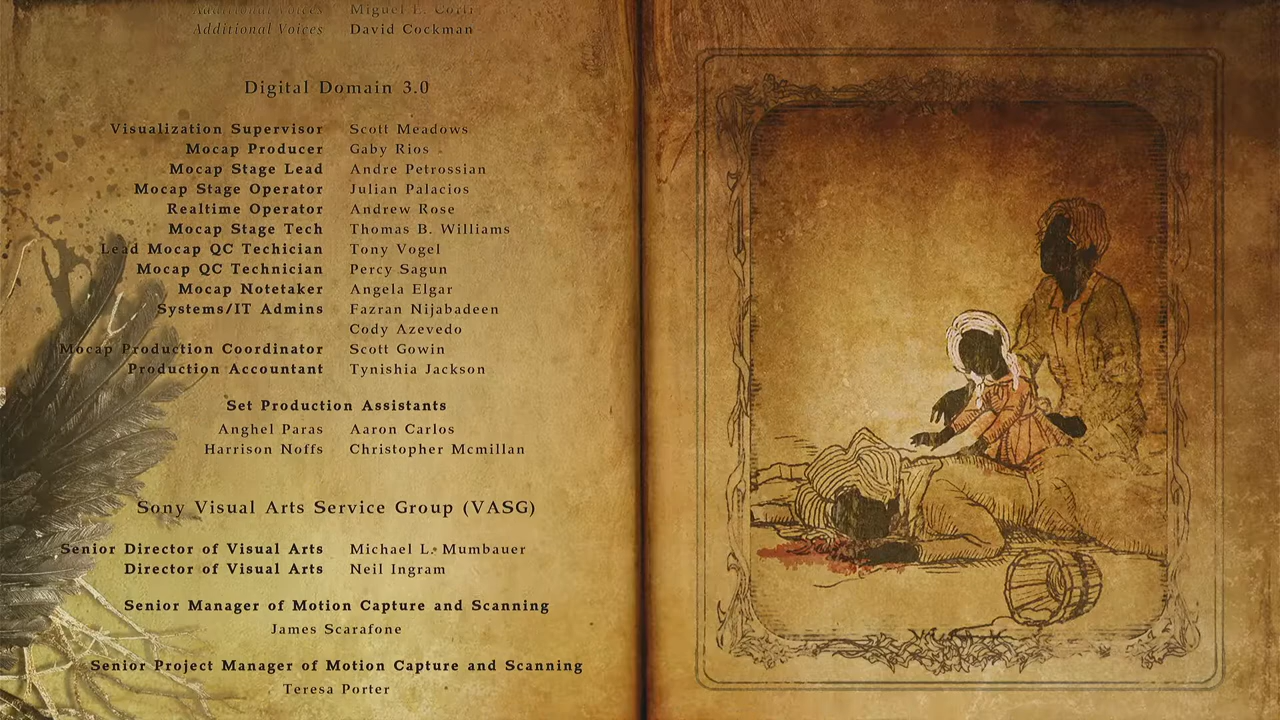 Additional Voices Miguel E. Corti
Additional Voices David Cockman
Digital Domain 3.0
Visualization Supervisor Scott Meadows
Mocap Producer Gaby Rios
Mocap Stage Lead Andre Petrossian
Mocap Stage Operator Julian Palacios
Realtime Operator Andrew Rose
Mocap Stage Tech Thomas B. Williams
Lead Mocap QC Techician Tony Vogel
Mocap QC Technician Percy Sagun
Mocap Notetaker Angela Elgar
Systems/IT Admins Fazran Nijabadeen
Cody Azevedo
Mocap Production Coordinator Scott Gowin
Production Accountant Tynishia Jackson
Set Production Assistants
Anghel Paras Aaron Carlos
Harrison Noffs Christopher Mcmillan
Sony Visual Arts Service Group (VASG)
Senior Director of Visual Arts Michael L. Mumbauer
Director of Visual Arts Neil Ingram
Senior Manager of Motion Capture and Scanning
James Scarafone
Senior Project Manager of Motion Capture and Scanning
Teresa Porter